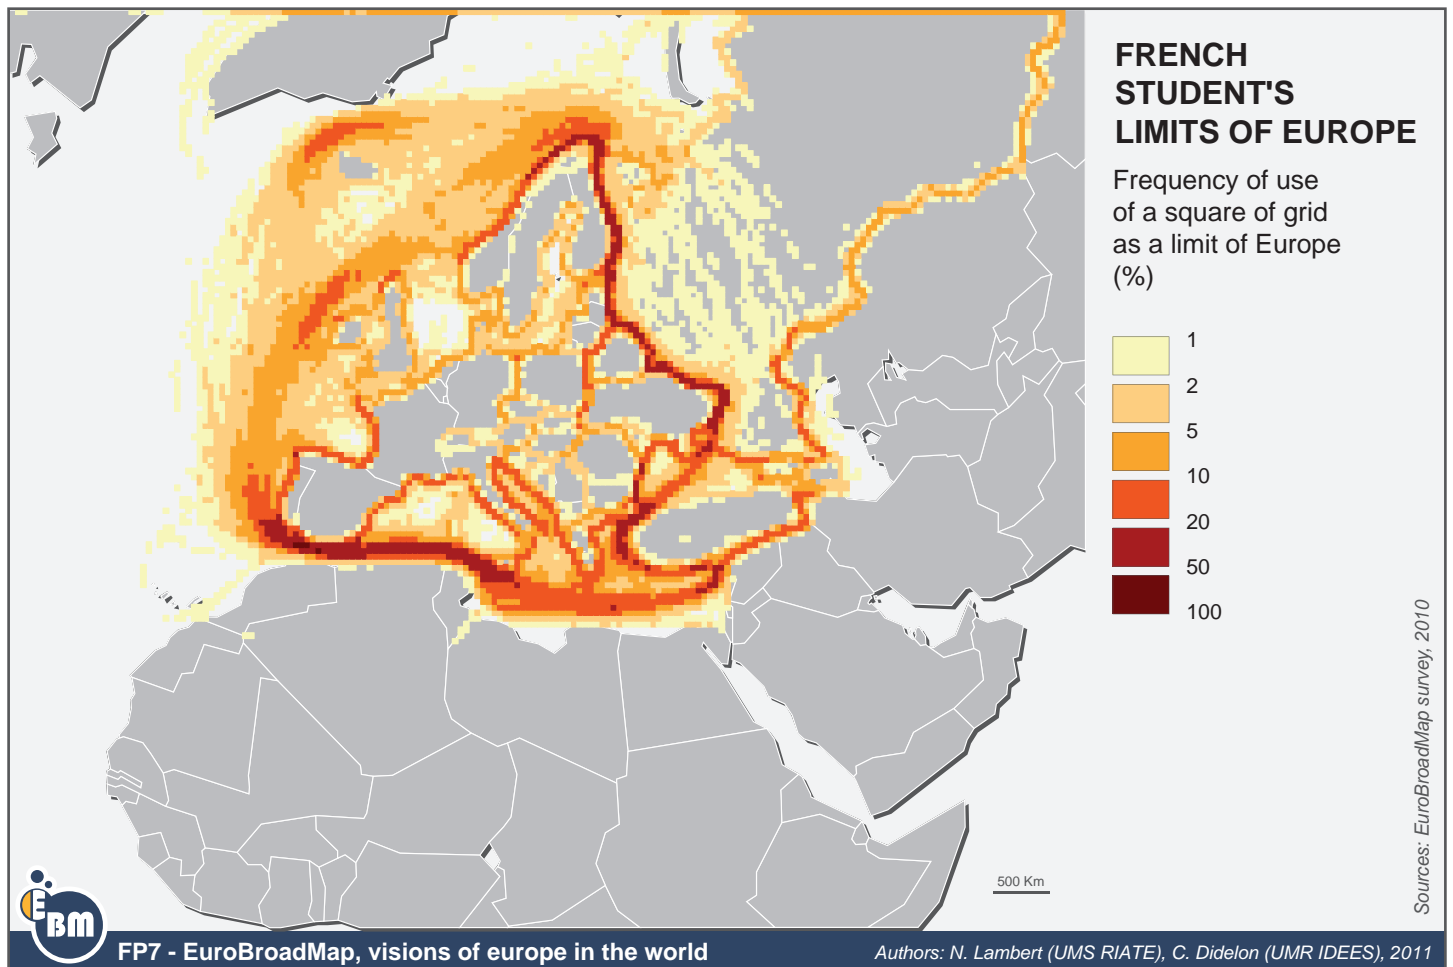 FRENCH
STUDENT'S
LIMITS OF EUROPE
Frequency of use
of a square of grid
as a limit of Europe
(%)
1
2
5
10
20
50
100
Sources: EuroBroadMap survey, 2010
500 Km
EBM
FP7 - EuroBroadMap, visions of europe in the world
Authors: N. Lambert (UMS RIATE), C. Didelon (UMR IDEES), 2011